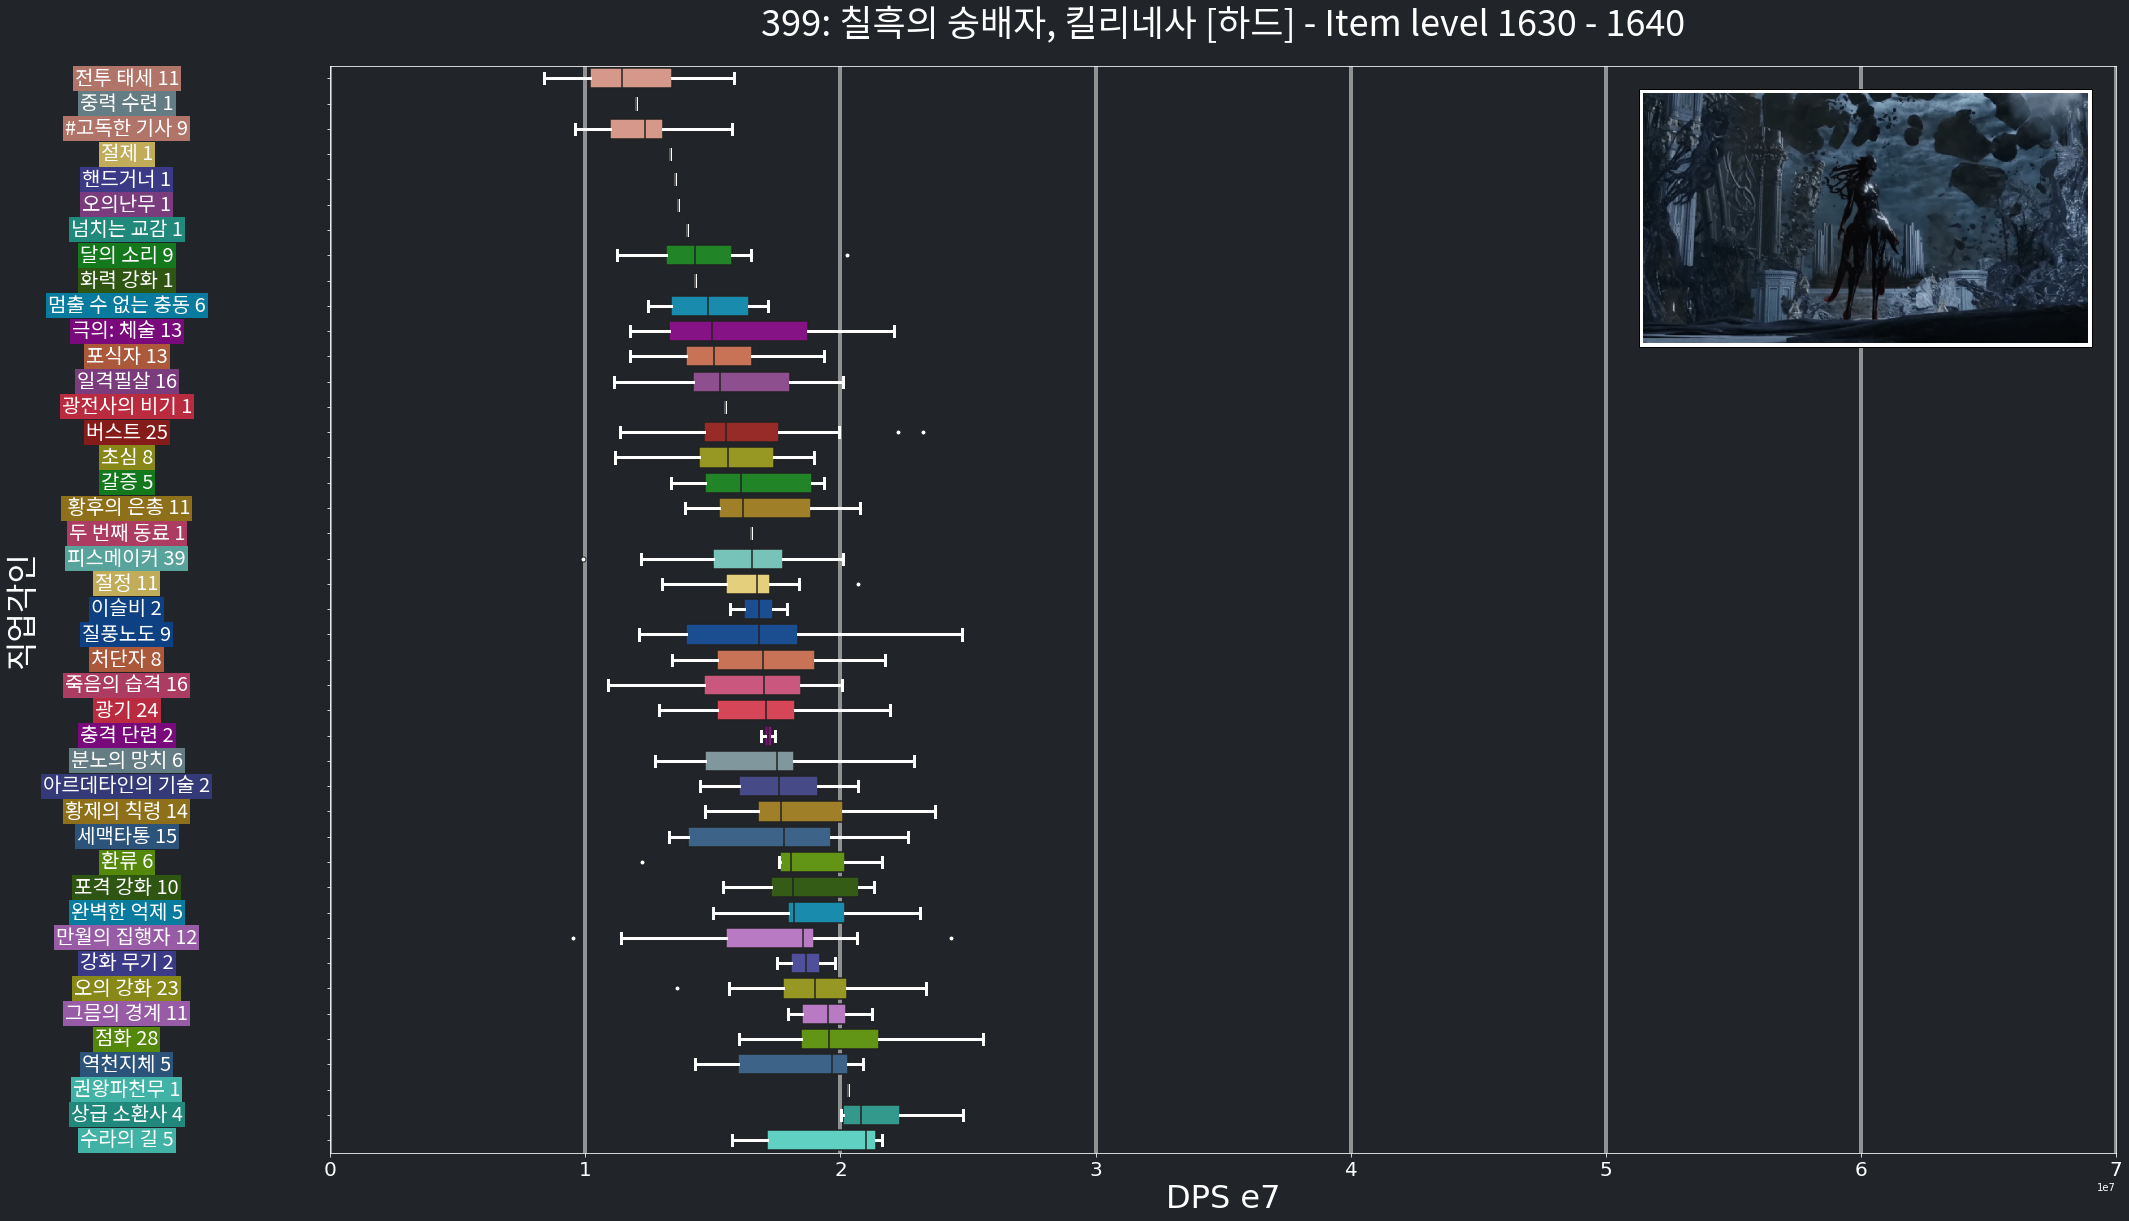 399: 칠흑의 숭배자, 킬리네사 [하드] - Item level 1630 - 1640
직업각인
전투 태세 11
중력 수련 1
#고독한 기사 9
절제 1
핸드거너 1
오의난무 1
넘치는 교감 1
달의 소리 9
화력 강화 1
멈출 수 없는 충동 6
극의: 체술 13
포식자 13
일격필살 16
광전사의 비기 1
버스트 25
초심 8
갈증 5
황후의 은총 11
두 번째 동료 1
피스메이커 39
절정 11
이슬비 2
질풍노도 9
처단자 8
죽음의 습격 16
광기 24
충격 단련 2
분노의 망치 6
아르데타인의 기술 2
황제의 칙령 14
세맥타통 15
환류 6
포격 강화 10
완벽한 억제 5
만월의 집행자 12
강화 무기 2
오의 강화 23
그믐의 경계 11
점화 28
역천지체 5
권왕파천무 1
상급 소환사 4
수라의 길 5
0 1 2 3 4 5 6 7
1e7
DPS e7